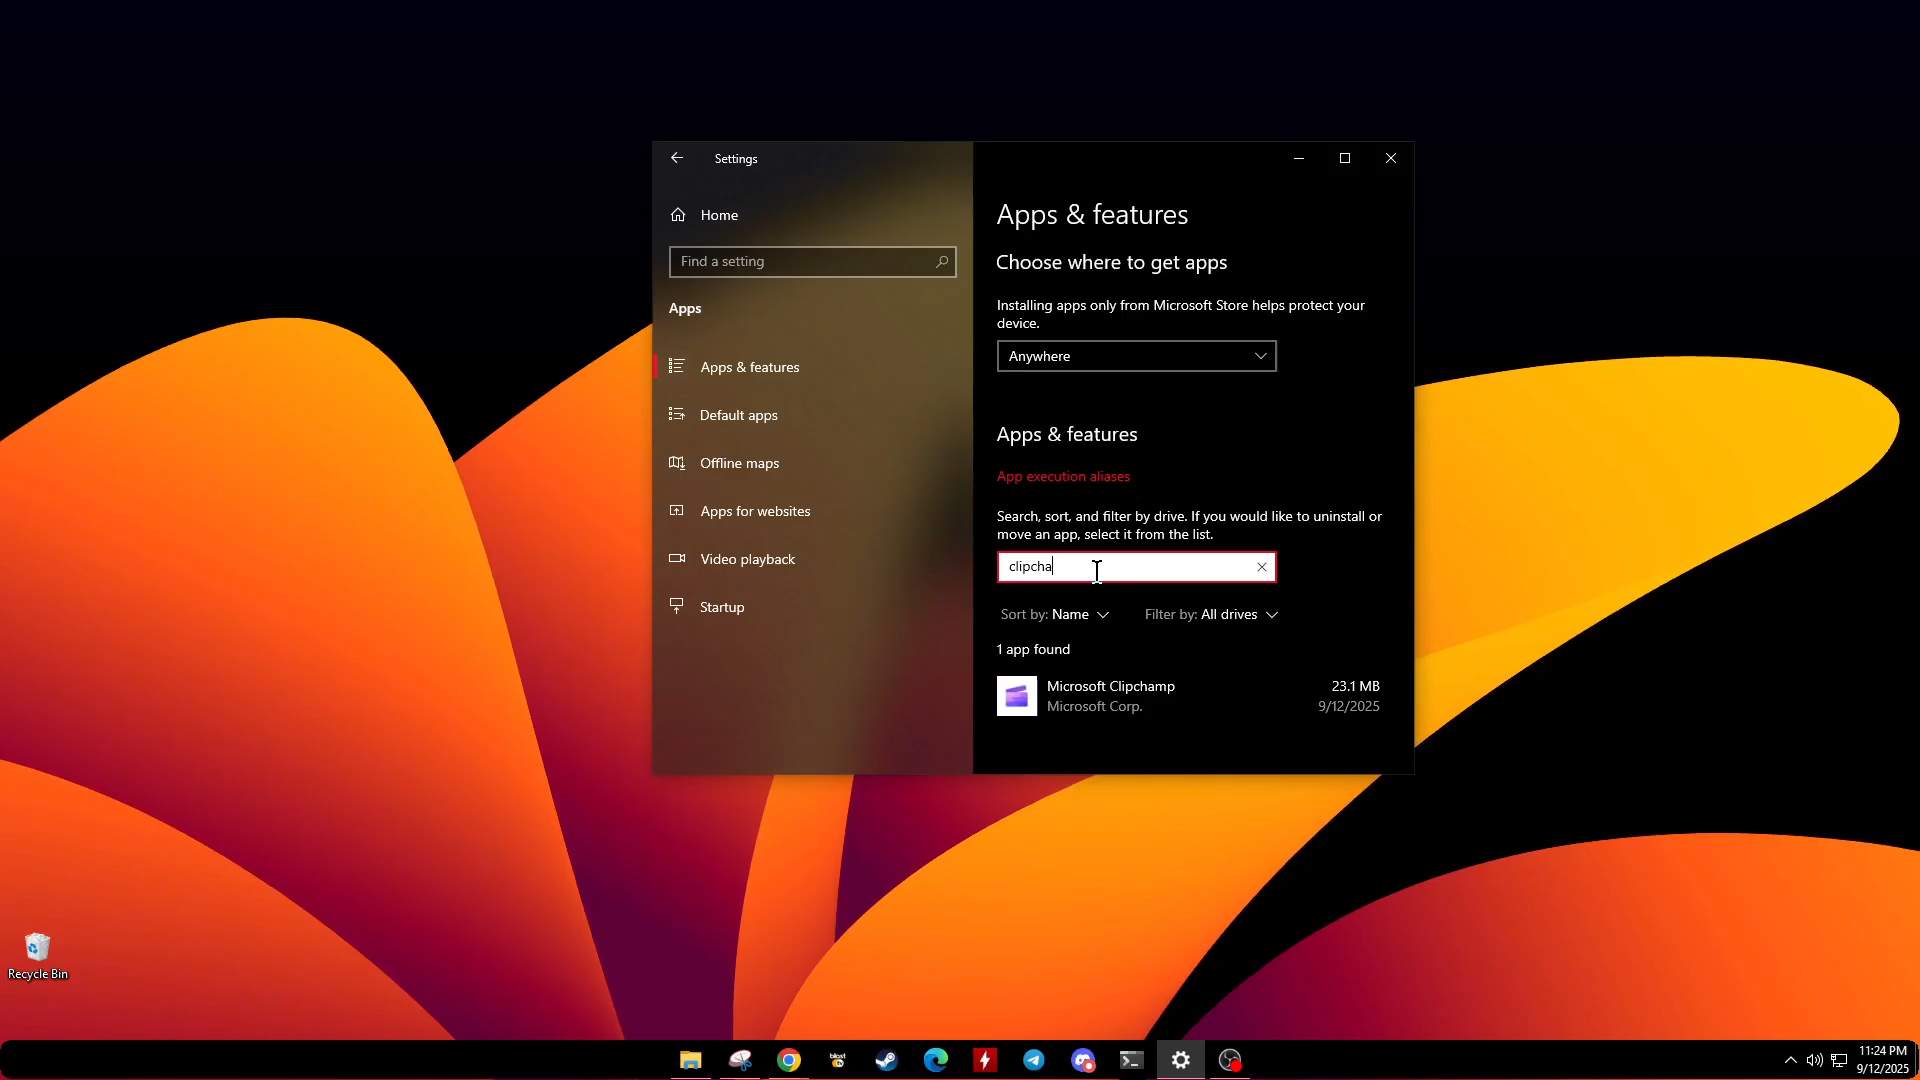 Settings
Home
Find a setting
Apps
Apps & features
Default apps
Offline maps
Apps for websites
Video playback
Startup
Apps & features
Choose where to get apps
Installing apps only from Microsoft Store helps protect your
device.
Anywhere
Apps & features
App execution aliases
Search, sort, and filter by drive. If you would like to uninstall or
move an app, select it from the list.
clipcha
Sort by: Name
Filter by: All drives
1 app found
Microsoft Clipchamp
23.1 MB
Microsoft Corp.
9/12/2025
Recycle Bin
blast
tv
11:24 PM
9/12/2025